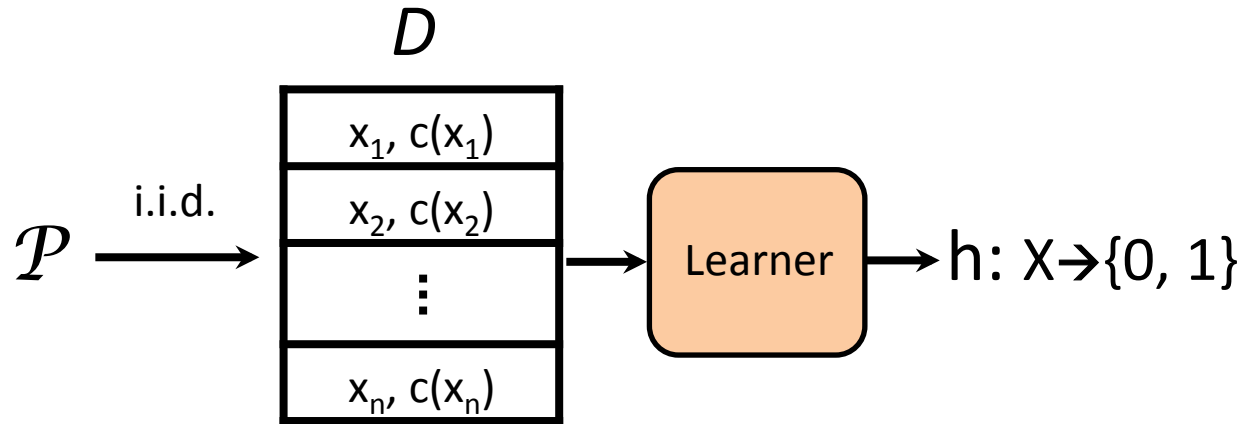 D
x₁, c(x₁)
i.i.d.
x₂, c(x₂)
𝒫
⋮
Learner
h: X→{0, 1}
xₙ, c(xₙ)